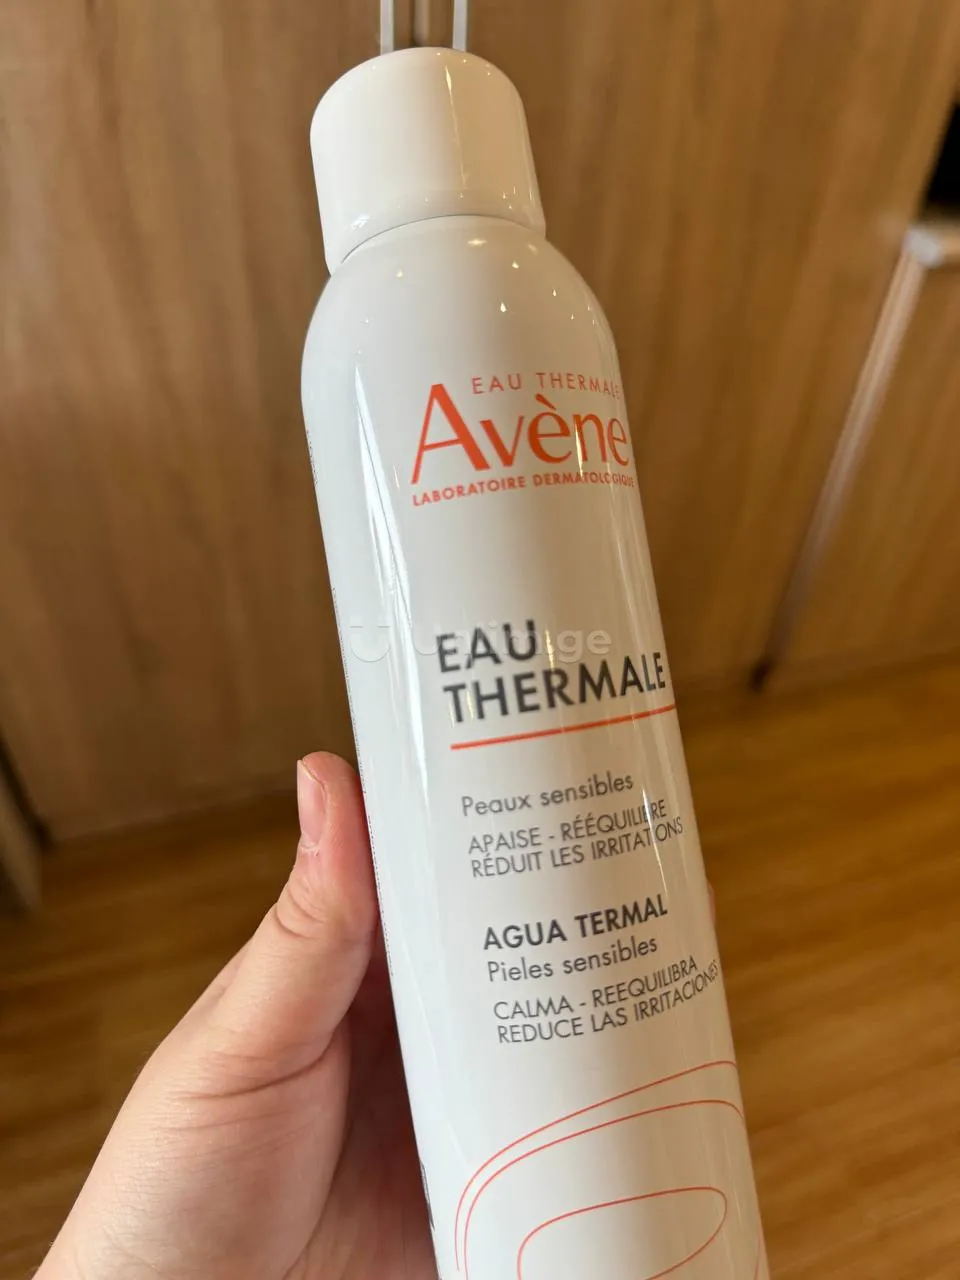 EAU THERMALE
Avène
LABORATOIRE DERMATOLOGIQUE
EAU
THERMALE
Peaux sensibles
APAISE - RÉÉQUILIBRE
RÉDUIT LES IRRITATIONS
AGUA TERMAL
Pieles sensibles
CALMA - REEQUILIBRA
REDUCE LAS IRRITACIONES